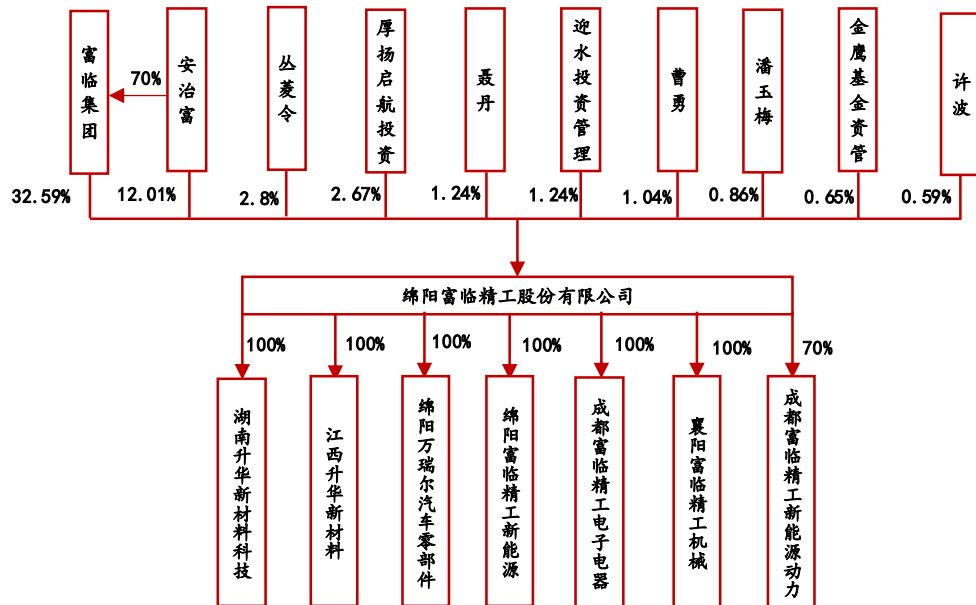 富临集团
70%
安治富
丛菱令
厚扬启航投资
聂丹
迎水投资管理
曹勇
潘玉梅
金鹰基金资管
许波
32.59%
12.01%
2.8%
2.67%
1.24%
1.24%
1.04%
0.86%
0.65%
0.59%
绵阳富临精工股份有限公司
100%
100%
100%
100%
100%
100%
70%
湖南升华新材料科技
江西升华新材料
绵阳万瑞尔汽车零部件
绵阳富临精工新能源
成都富临精工电子电器
襄阳富临精工机械
成都富临精工新能源动力